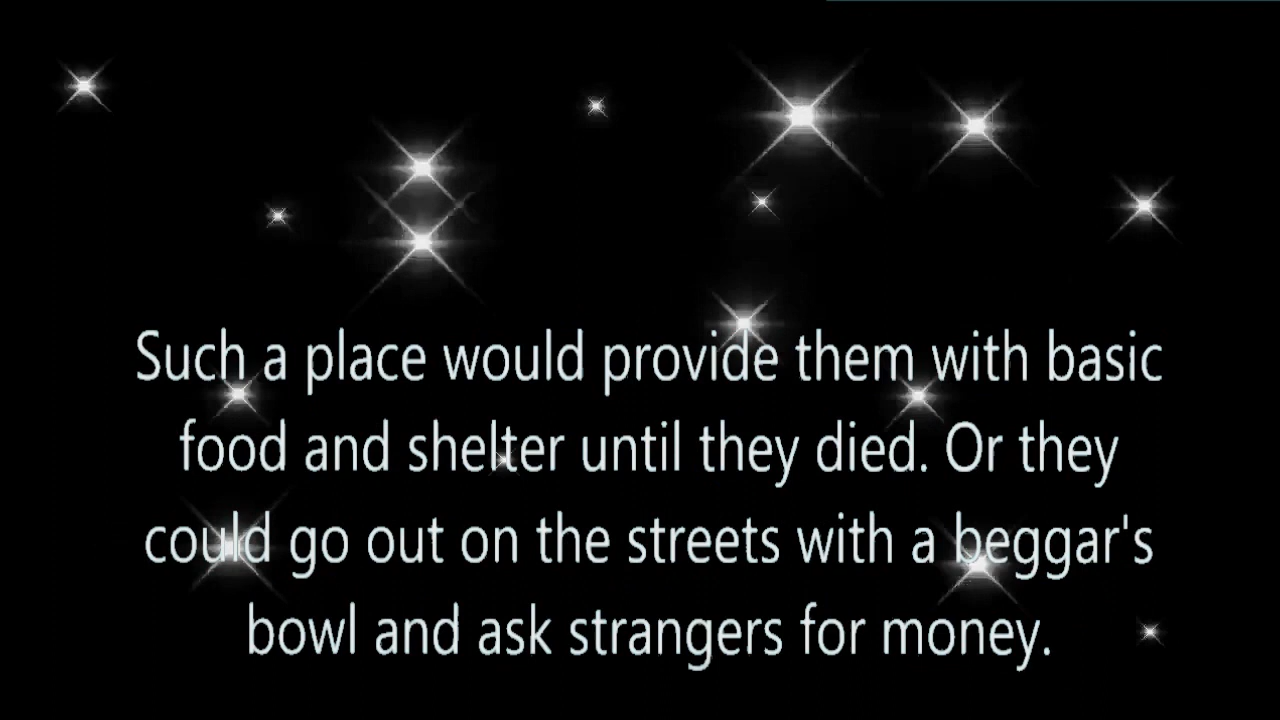 Such a place would provide them with basic
food and shelter until they died. Or they
could go out on the streets with a beggar's
bowl and ask strangers for money.